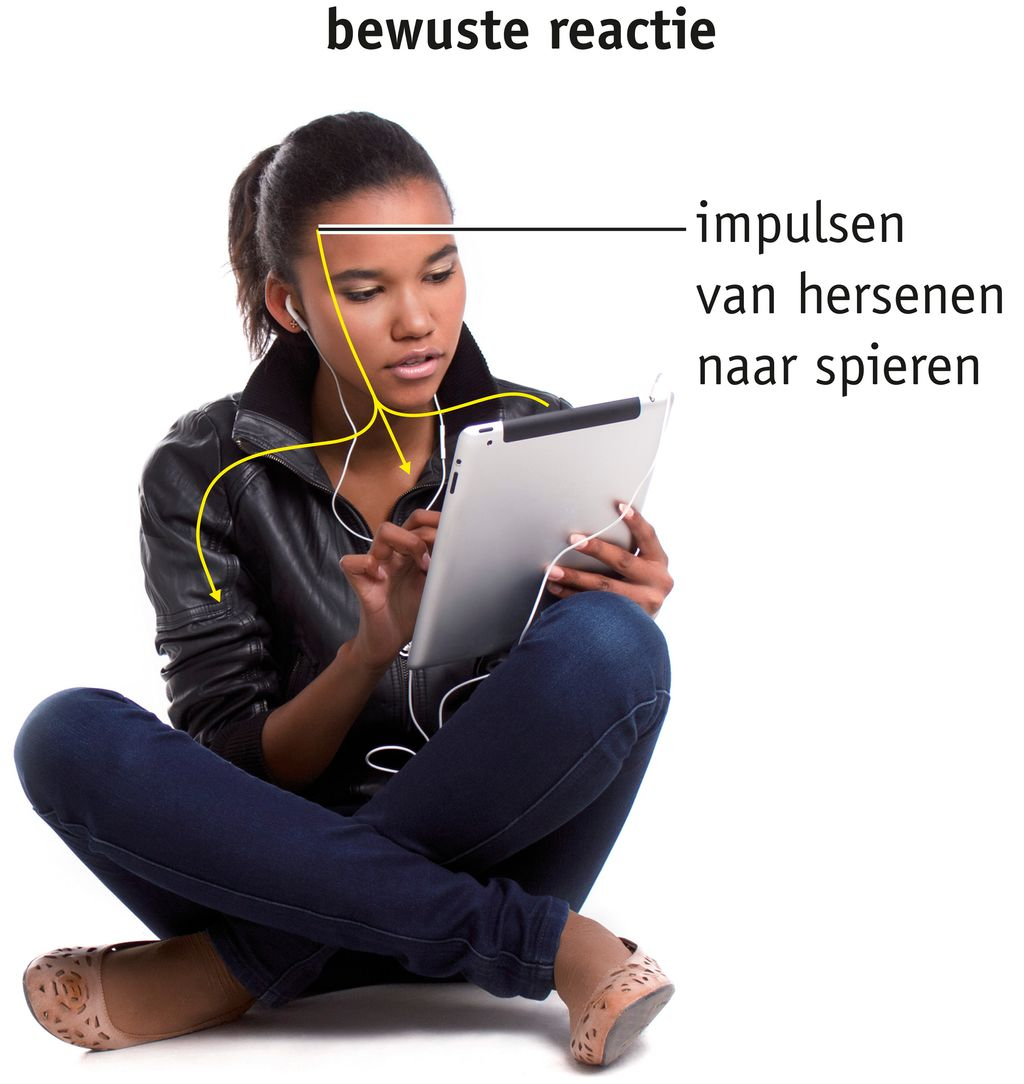 bewuste reactie
impulsen
van hersenen
naar spieren